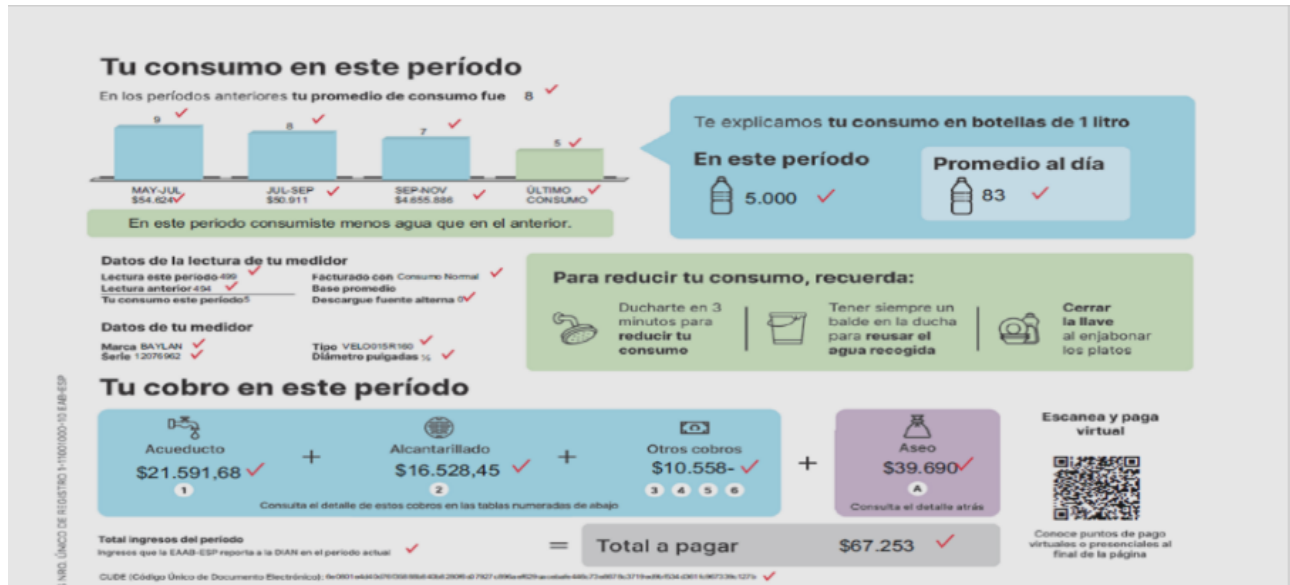 Tu consumo en este período
En los períodos anteriores tu promedio de consumo fue 8
9
8
7
5
MAY-JUL
$54.624
JUL-SEP
$50.911
SEP-NOV
$4.655.886
ÚLTIMO
CONSUMO
En este periodo consumiste menos agua que en el anterior.
Te explicamos tu consumo en botellas de 1 litro
En este período
5.000
Promedio al día
83
Datos de la lectura de tu medidor
Lectura este período 499
Lectura anterior 494
Tu consumo este período 5
Facturado con Consumo Normal
Base promedio
Descargue fuente alterna 0
Datos de tu medidor
Marca BAYLAN
Serie 12076962
Tipo VELO015R160
Diámetro pulgadas ½
Para reducir tu consumo, recuerda:
Ducharte en 3
minutos para
reducir tu
consumo
Tener siempre un
balde en la ducha
para reusar el
agua recogida
Cerrar
la llave
al enjabonar
los platos
Tu cobro en este período
Acueducto
$21.591,68
1
+
Alcantarillado
$16.528,45
2
+
Otros cobros
$10.558-
3 4 5 6
Consulta el detalle de estos cobros en las tablas numeradas de abajo
+
Aseo
$39.690
A
Consulta el detalle atrás
Escanea y paga
virtual
Conoce puntos de pago
virtuales o presenciales al
final de la página
Total ingresos del período
Ingresos que la EAAB-ESP reporta a la DIAN en el período actual
= Total a pagar $67.253
CUDE (Código Único de Documento Electrónico):
NRO. ÚNICO DE REGISTRO 1-11001000-10 EAB-ESP